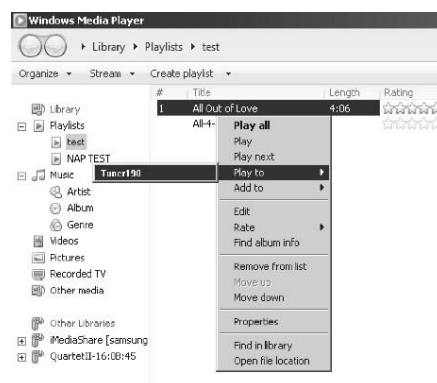 Windows Media Player
Library Playlists test
Organize Stream Create playlist
# Title Length Rating
1 All Out of Love 4:06
All-4-
Library
Playlists
test
NAP TEST
Music
Artist
Album
Genre
Videos
Pictures
Recorded TV
Other media
Other Libraries
iMediaShare [samsung
QuartetII-16:0B:45
Tuner190
Play all
Play
Play next
Play to
Add to
Edit
Rate
Find album info
Remove from list
Move up
Move down
Properties
Find in library
Open file location